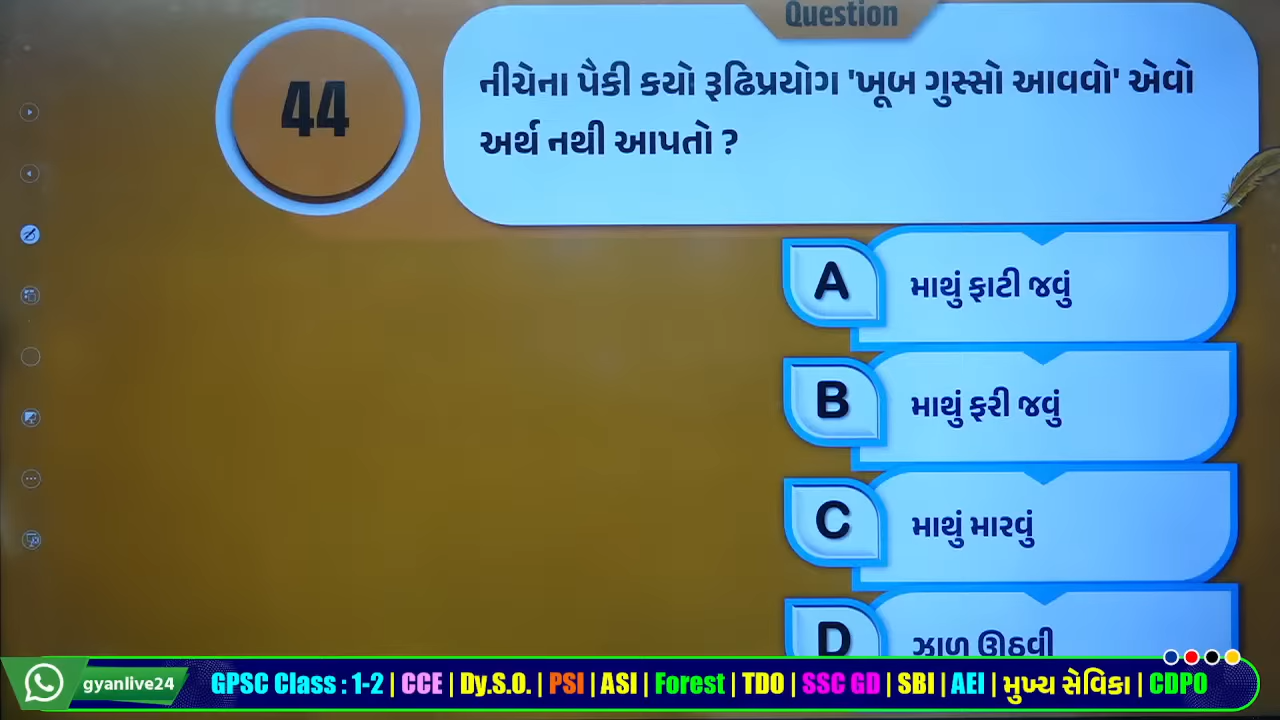 Question
44
નીચેના પૈકી કયો રૂઢિપ્રયોગ 'ખૂબ ગુસ્સો આવવો' એવો
અર્થ નથી આપતો ?
A માથું ફાટી જવું
B માથું ફરી જવું
C માથું મારવું
D ઝાળ ઊઠવી
gyanlive24 GPSC Class : 1-2 | CCE | Dy.S.O. | PSI | ASI | Forest | TDO | SSC GD | SBI | AEI | મુખ્ય સેવિકા | CDPO